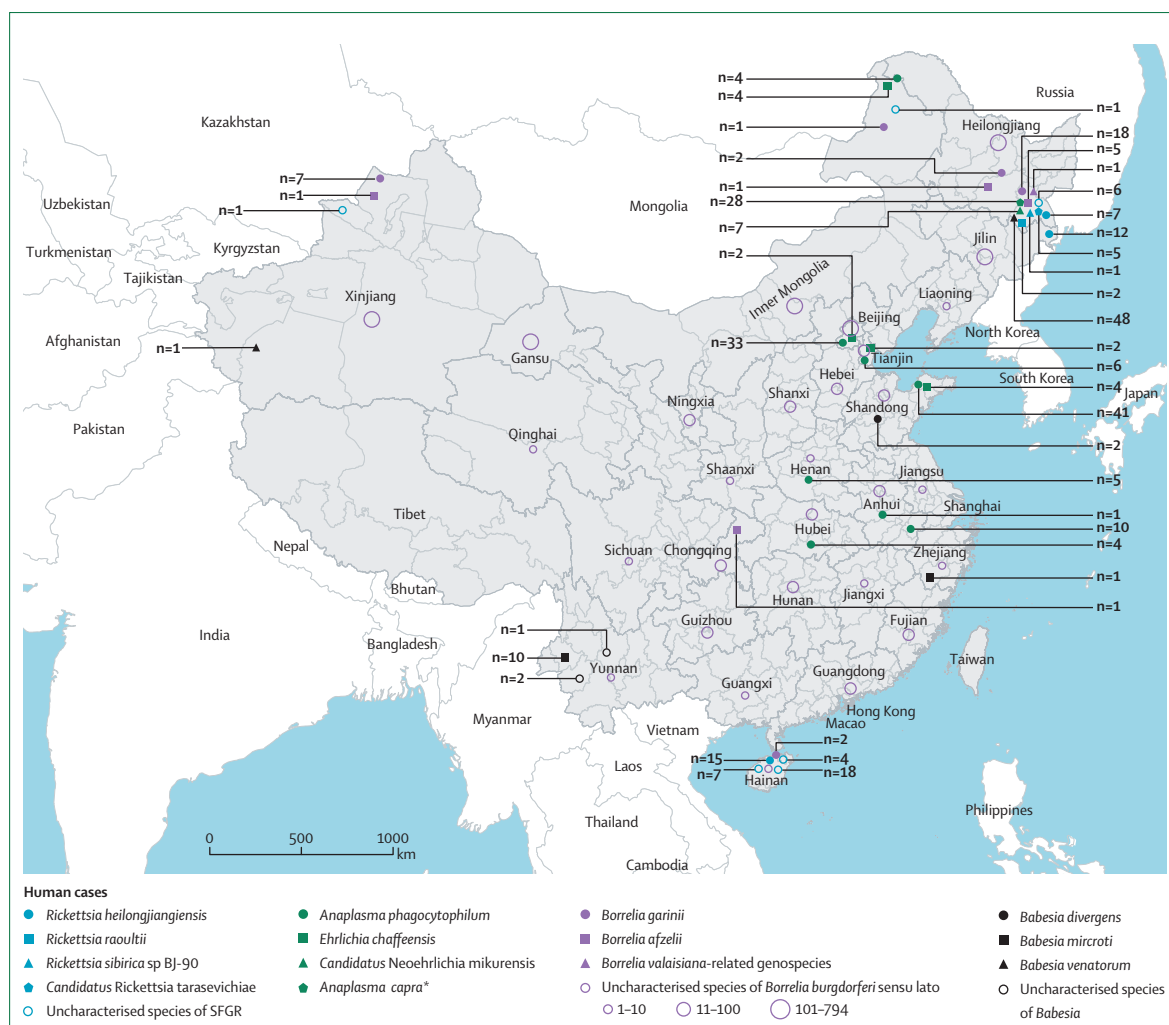 n=4
n=4
Russia
n=1
Kazakhstan
Heilongjiang
n=1
n=18
n=2
n=5
n=7
n=1
n=1
n=1
n=6
Uzbekistan
n=1
Mongolia
n=28
n=7
n=7
n=12
Turkmenistan
Kyrgyzstan
Jilin
n=2
n=5
Tajikistan
n=1
Inner Mongolia
Xinjiang
Liaoning
n=2
Beijing
n=48
Afghanistan
North Korea
n=1
Gansu
n=33
n=2
Tianjin
n=6
Hebei
South Korea
n=4
Ningxia
Shanxi
Japan
Shandong
n=41
Pakistan
Qinghai
n=2
Shaanxi
Henan
Jiangsu
n=5
Anhui
Shanghai
n=1
Tibet
Hubei
n=10
Nepal
Sichuan
Chongqing
Zhejiang
n=4
Bhutan
n=1
Hunan
Jiangxi
n=1
India
Bangladesh
Guizhou
Fujian
n=1
n=10
Yunnan
Taiwan
n=2
Guangxi
Guangdong
Myanmar
Hong Kong
Vietnam
Macao
n=2
Laos
n=15
n=4
n=7
Hainan
n=18
Philippines
Thailand
0 500 1000
km
Cambodia
Human cases
Rickettsia heilongjiangiensis
Rickettsia raoultii
Rickettsia sibirica sp BJ-90
Candidatus Rickettsia tarasevichiae
Uncharacterised species of SFGR
Anaplasma phagocytophilum
Ehrlichia chaffeensis
Candidatus Neoehrlichia mikurensis
Anaplasma capra*
Borrelia garinii
Borrelia afzelii
Borrelia valaisiana-related genospecies
Uncharacterised species of Borrelia burgdorferi sensu lato
1–10 11–100 101–794
Babesia divergens
Babesia mircroti
Babesia venatorum
Uncharacterised species
of Babesia